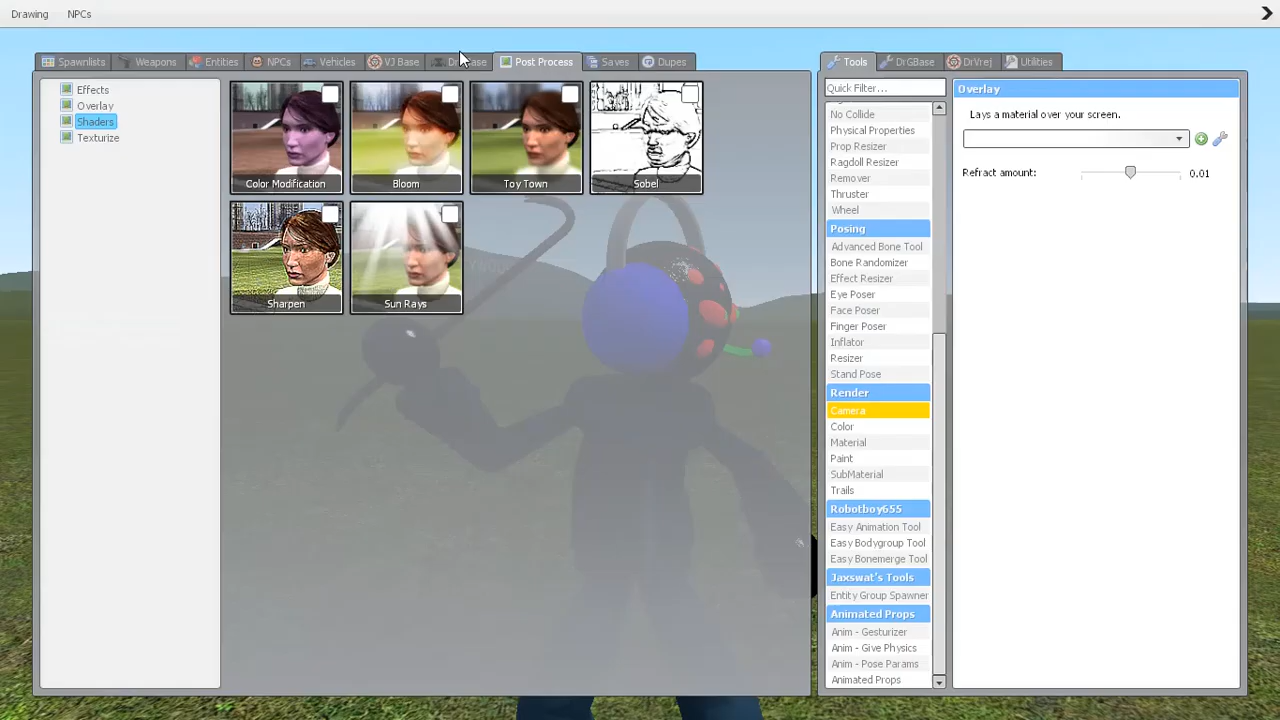 Drawing NPCs
Spawnlists Weapons Entities NPCs Vehicles VJ Base Post Process Saves Dupes
Tools DrGBase DrVrej Utilities
Effects
Overlay
Shaders
Texturize
Color Modification Bloom Toy Town Sobel
Sharpen Sun Rays
Quick Filter...
No Collide
Physical Properties
Prop Resizer
Ragdoll Resizer
Remover
Thruster
Wheel
Posing
Advanced Bone Tool
Bone Randomizer
Effect Resizer
Eye Poser
Face Poser
Finger Poser
Inflator
Resizer
Stand Pose
Render
Camera
Color
Material
Paint
SubMaterial
Trails
Robotboy655
Easy Animation Tool
Easy Bodygroup Tool
Easy Bonemerge Tool
Jaxswat's Tools
Entity Group Spawner
Animated Props
Anim - Gesturizer
Anim - Give Physics
Anim - Pose Params
Animated Props
Overlay
Lays a material over your screen.
Refract amount: 0.01